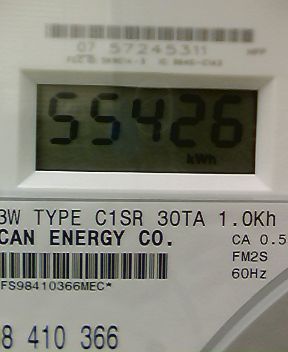 07 57245311
55426
kWh
3W TYPE C1SR 30TA 1.0Kh
CAN ENERGY CO.
CA 0.5
FM2S
60Hz
FS98410366MEC*
8 410 366